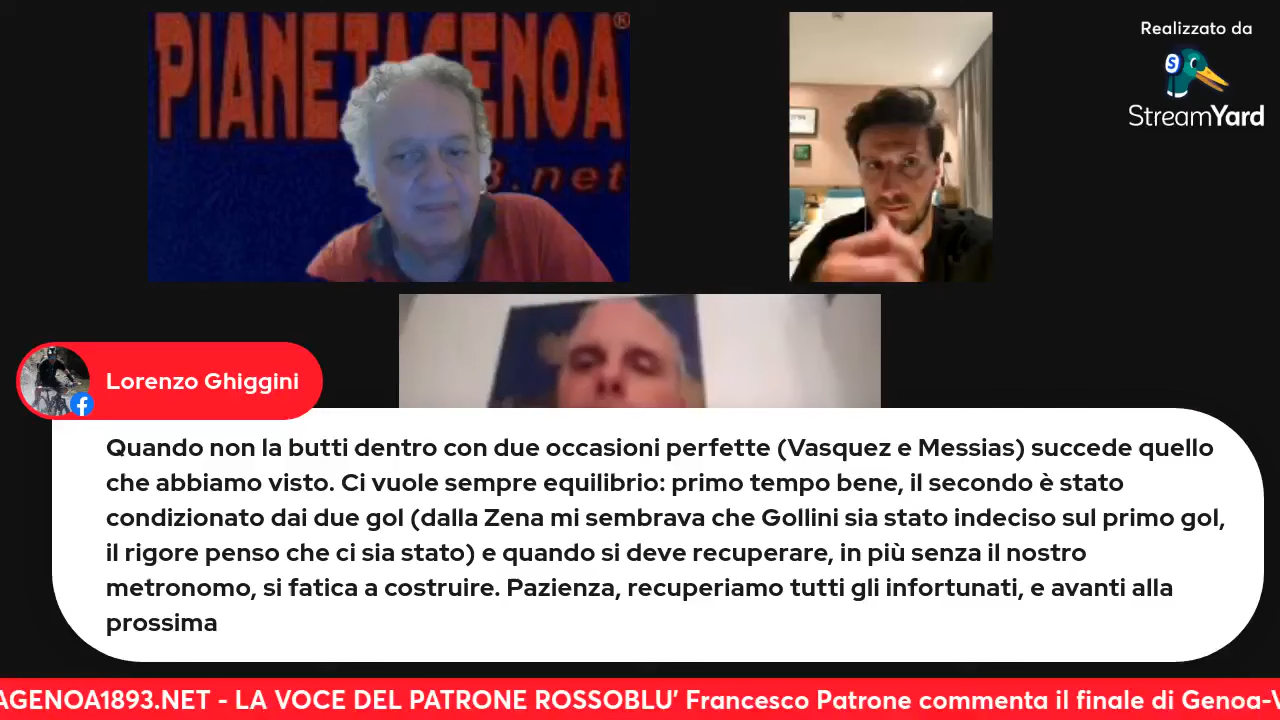 PIANETAGENOA
.net
Realizzato da
StreamYard
Lorenzo Ghiggini
Quando non la butti dentro con due occasioni perfette (Vasquez e Messias) succede quello
che abbiamo visto. Ci vuole sempre equilibrio: primo tempo bene, il secondo è stato
condizionato dai due gol (dalla Zena mi sembrava che Gollini sia stato indeciso sul primo gol,
il rigore penso che ci sia stato) e quando si deve recuperare, in più senza il nostro
metronomo, si fatica a costruire. Pazienza, recuperiamo tutti gli infortunati, e avanti alla
prossima
AGENOA1893.NET - LA VOCE DEL PATRONE ROSSOBLU’ Francesco Patrone commenta il finale di Genoa-V